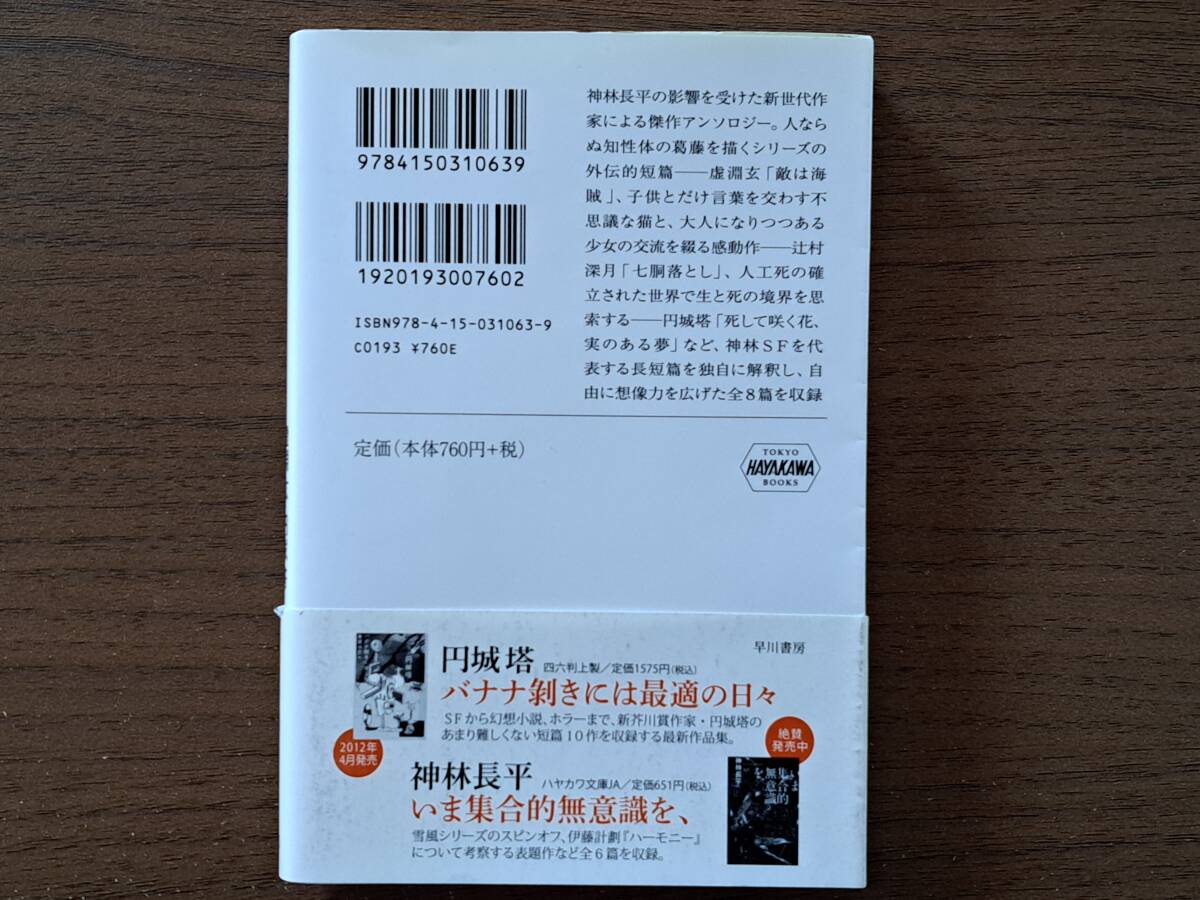 9784150310639
1920193007602
ISBN978-4-15-031063-9
C0193 ¥760E
神林長平の影響を受けた新世代作
家による傑作アンソロジー。人なら
ぬ知性体の葛藤を描くシリーズの
外伝的短篇――虚淵玄「敵は海
賊」、子供とだけ言葉を交わす不
思議な猫と、大人になりつつある
少女の交流を綴る感動作――辻村
深月「七胴落とし」、人工死の確
立された世界で生と死の境界を思
索する――円城塔「死して咲く花、
実のある夢」など、神林SFを代
表する長短篇を独自に解釈し、自
由に想像力を広げた全8篇を収録
定価(本体760円+税)
TOKYO
HAYAKAWA
BOOKS
早川書房
円城塔 四六判上製/定価1575円(税込)
バナナ剝きには最適の日々
SFから幻想小説、ホラーまで、新芥川賞作家・円城塔の
あまり難しくない短篇10作を収録する最新作品集。
2012年
4月発売
絶賛
発売中
神林長平 ハヤカワ文庫JA/定価651円(税込)
いま集合的無意識を、
雪風シリーズのスピンオフ、伊藤計劃『ハーモニー』
について考察する表題作など全6篇を収録。
いま
集合的
無意識
を、
神林長平